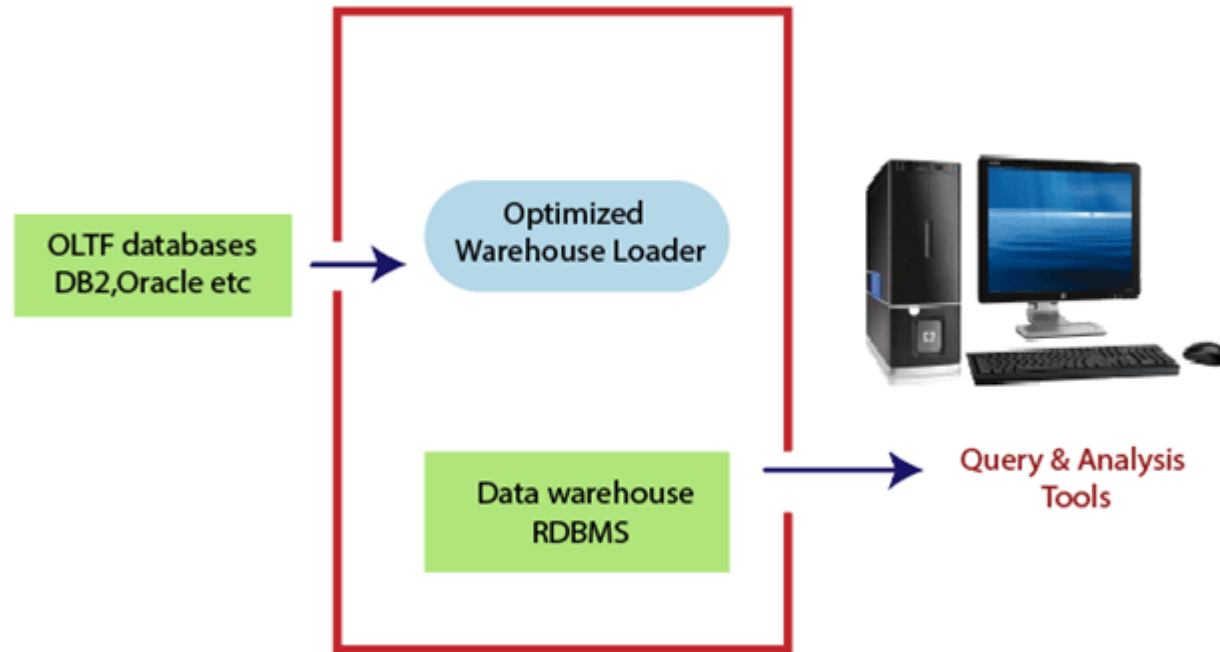 OLTF databases
DB2,Oracle etc
Optimized
Warehouse Loader
Data warehouse
RDBMS
Query & Analysis
Tools